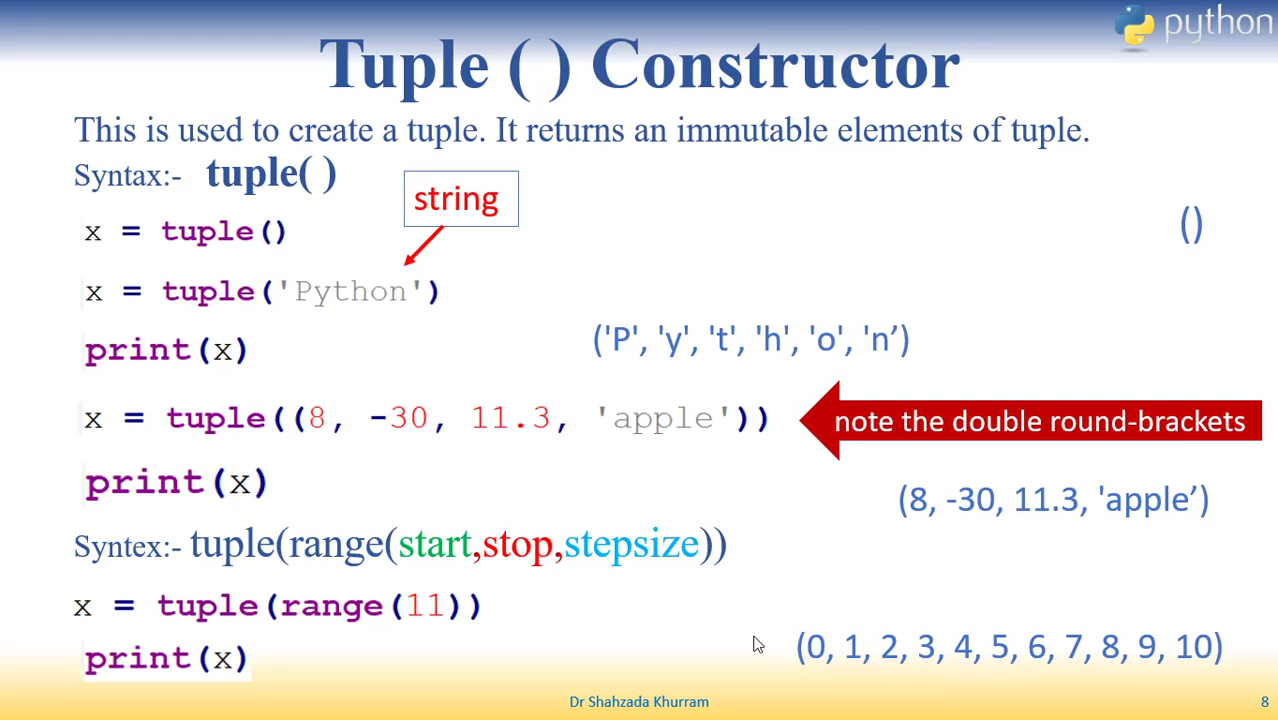 python
Tuple ( ) Constructor
This is used to create a tuple. It returns an immutable elements of tuple.
Syntax:- tuple( )
string
x = tuple()
()
x = tuple('Python')
print(x)
('P', 'y', 't', 'h', 'o', 'n’)
x = tuple((8, -30, 11.3, 'apple'))
note the double round-brackets
print(x)
(8, -30, 11.3, 'apple’)
Syntex:- tuple(range(start,stop,stepsize))
x = tuple(range(11))
print(x)
(0, 1, 2, 3, 4, 5, 6, 7, 8, 9, 10)
Dr Shahzada Khurram
8